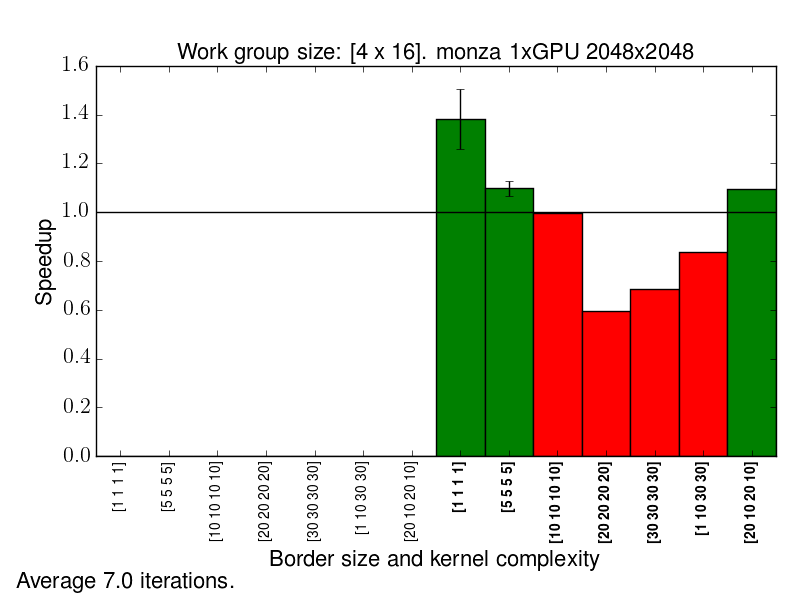 Work group size: [4 x 16]. monza 1xGPU 2048x2048
1.6
1.4
1.2
1.0
0.8
0.6
0.4
0.2
0.0
Speedup
[1 1 1 1]
[5 5 5 5]
[10 10 10 10]
[20 20 20 20]
[30 30 30 30]
[1 10 30 30]
[20 10 20 10]
[1 1 1 1]
[5 5 5 5]
[10 10 10 10]
[20 20 20 20]
[30 30 30 30]
[1 10 30 30]
[20 10 20 10]
Border size and kernel complexity
Average 7.0 iterations.